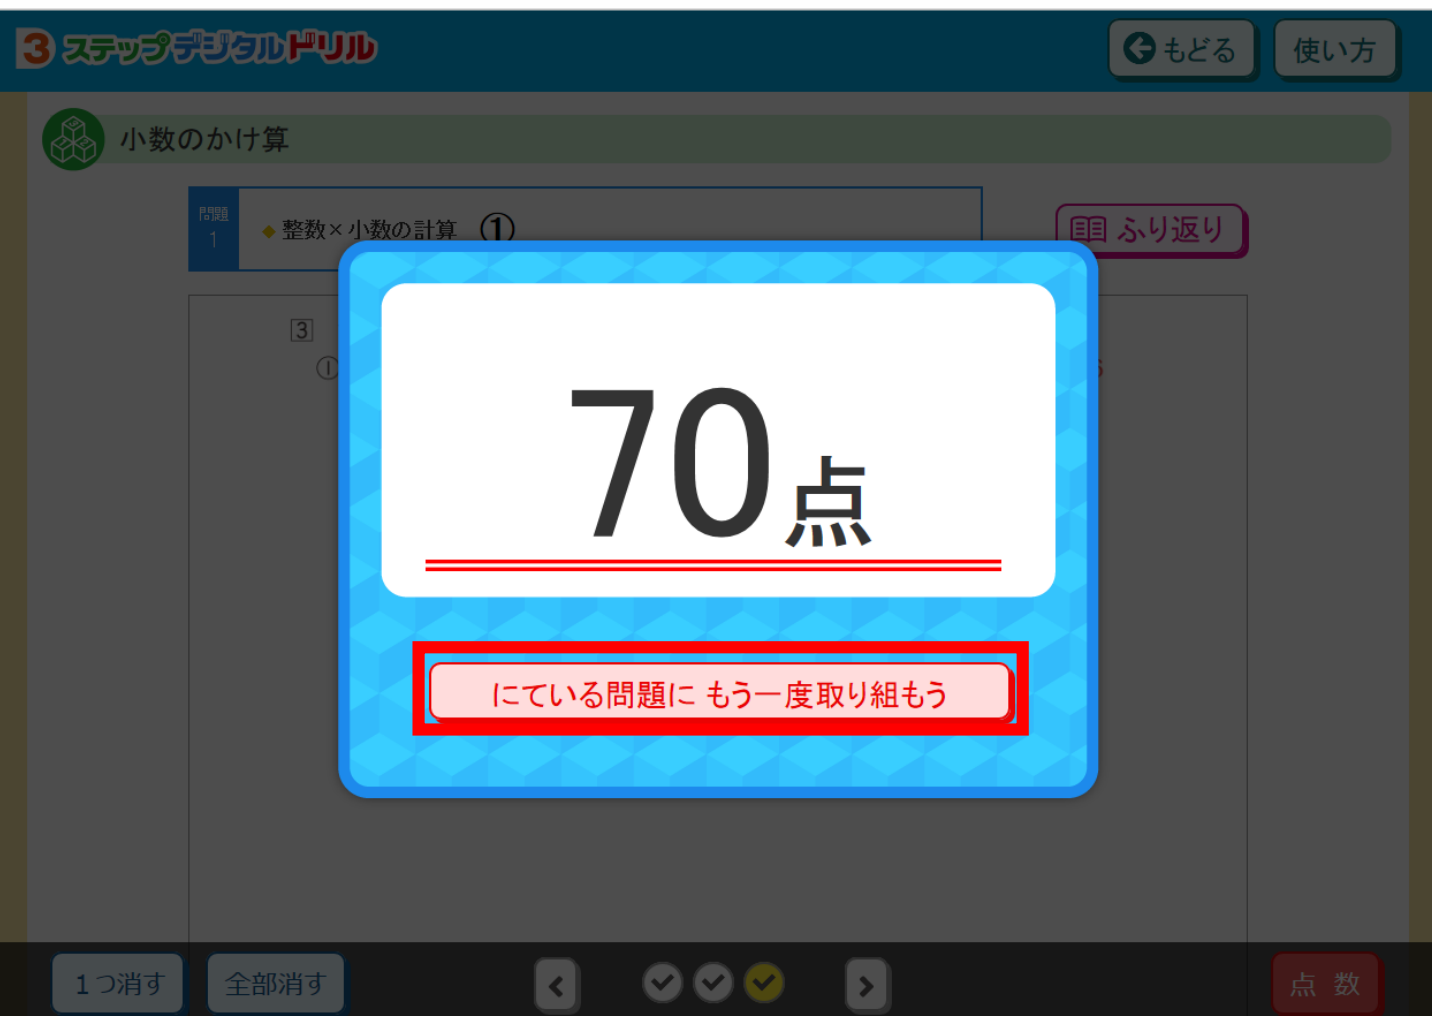 3 ステップデジタルドリル
もどる
使い方
小数のかけ算
問題
1
◆整数×小数の計算 ①
ふり返り
3
①
70点
にている問題に もう一度取り組もう
1つ消す
全部消す
点 数